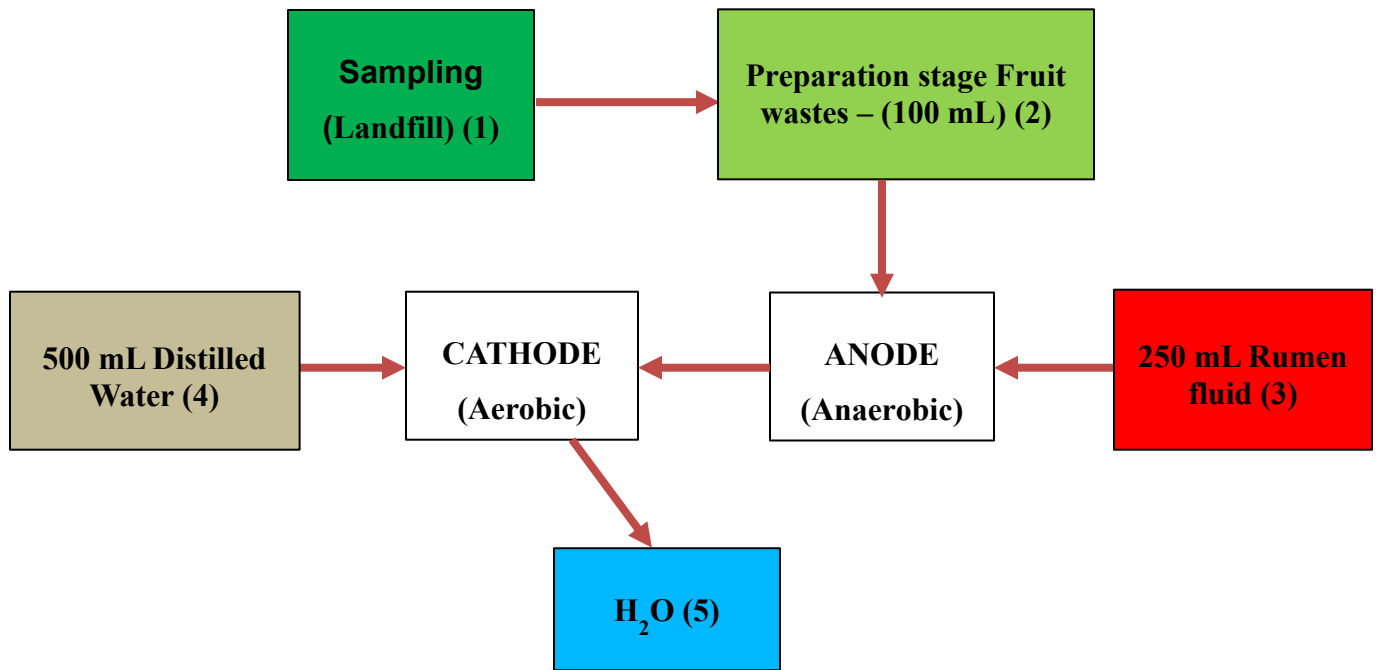 Sampling
(Landfill) (1)
Preparation stage Fruit
wastes – (100 mL) (2)
500 mL Distilled
Water (4)
CATHODE
(Aerobic)
ANODE
(Anaerobic)
250 mL Rumen
fluid (3)
H₂O (5)